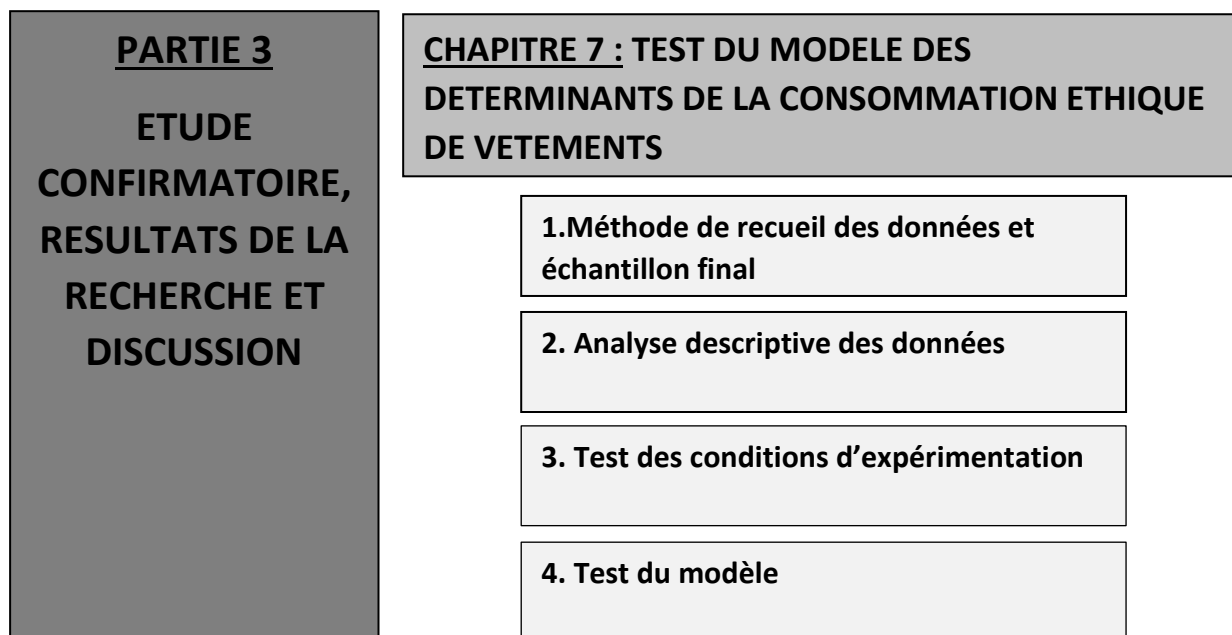 PARTIE 3
ETUDE
CONFIRMATOIRE,
RESULTATS DE LA
RECHERCHE ET
DISCUSSION
CHAPITRE 7 : TEST DU MODELE DES
DETERMINANTS DE LA CONSOMMATION ETHIQUE
DE VETEMENTS
1.Méthode de recueil des données et
échantillon final
2. Analyse descriptive des données
3. Test des conditions d’expérimentation
4. Test du modèle